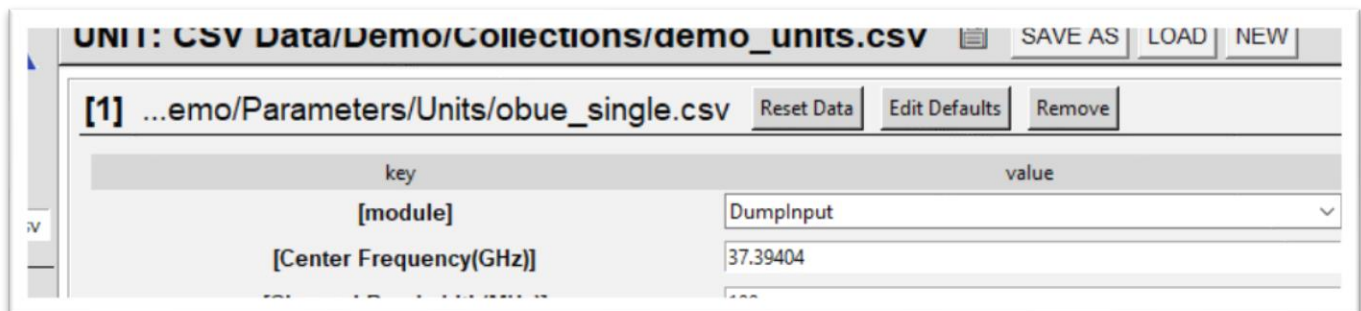 UNIT: CSV Data/Demo/Collections/demo_units.csv SAVE AS LOAD NEW
[1] ...emo/Parameters/Units/obue_single.csv Reset Data Edit Defaults Remove
key value
[module] DumpInput
sv
[Center Frequency(GHz)] 37.39404